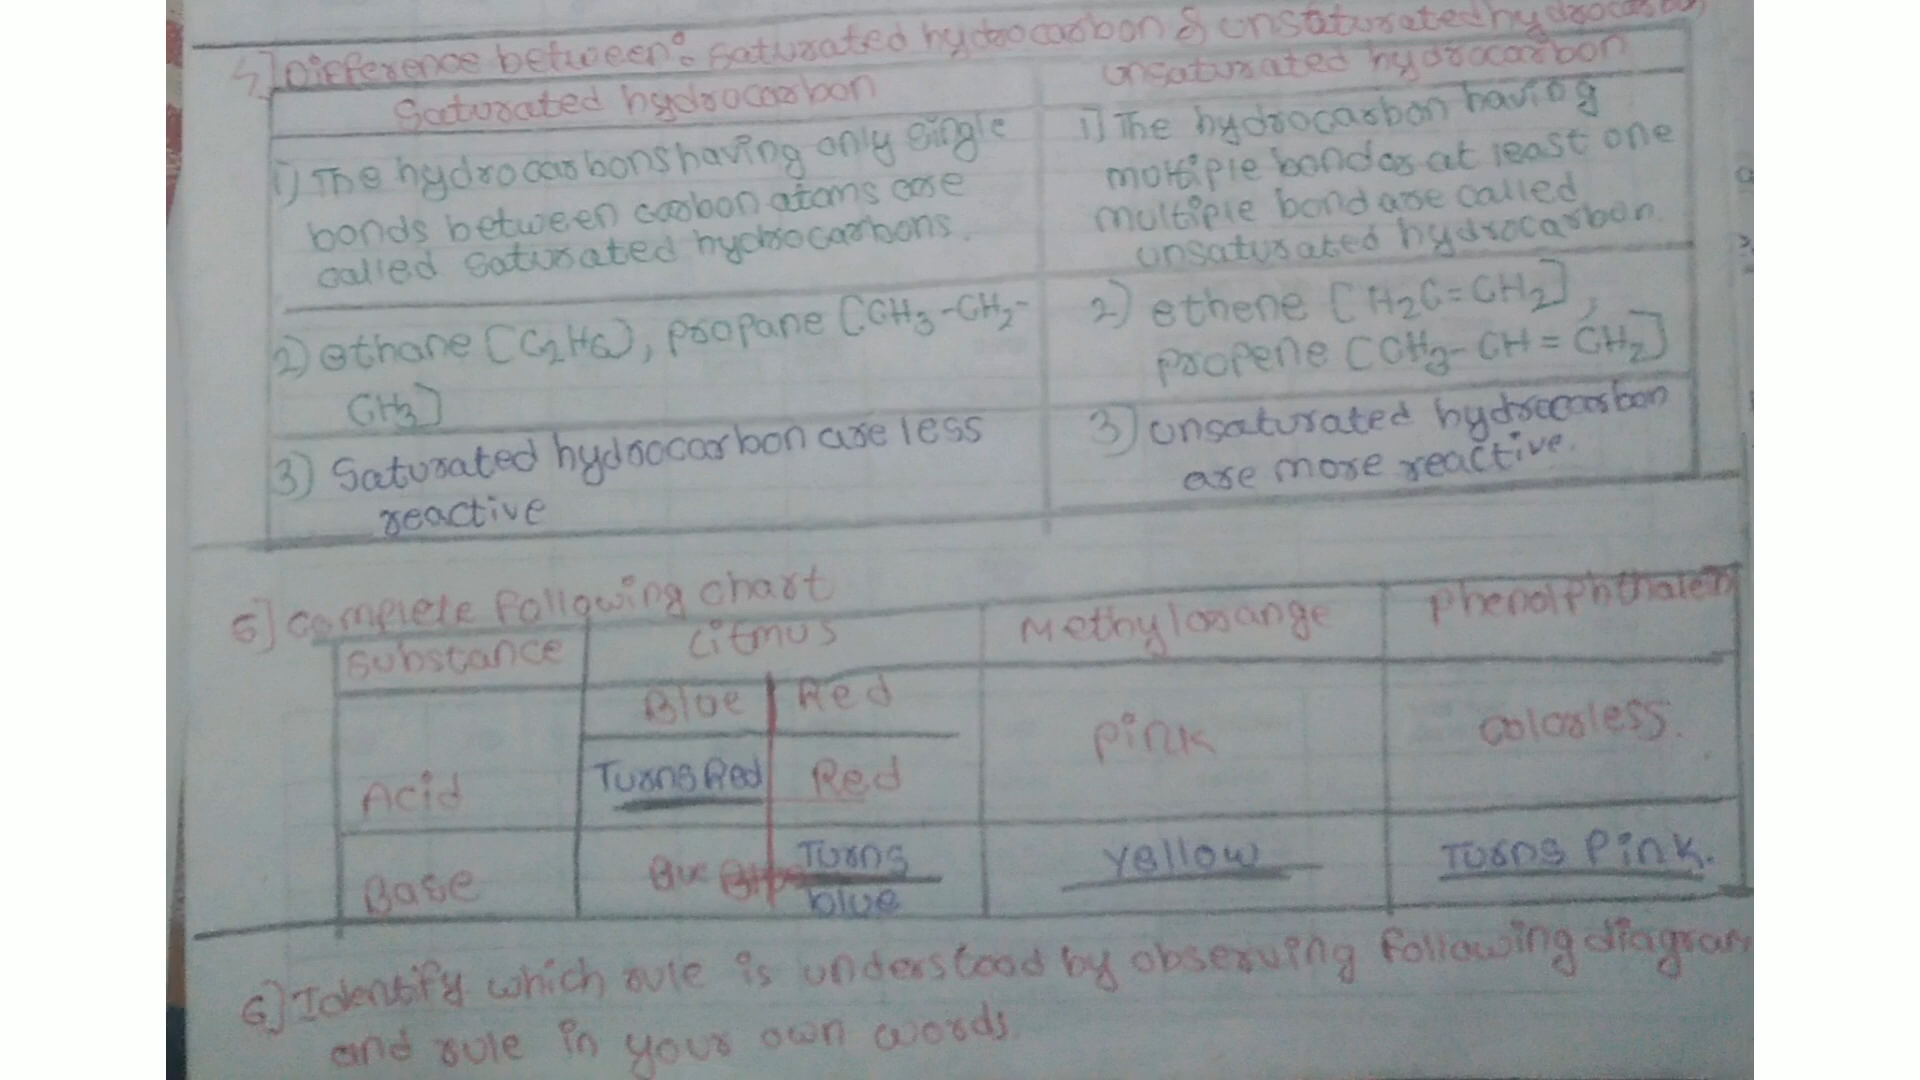 4] Difference between: saturated hydrocarbon & unsaturated hydrocarbon
Saturated hydrocarbon
unsaturated hydrocarbon
1) The hydrocarbons having only single
bonds between carbon atoms are
called saturated hydrocarbons.
1] The hydrocarbon having
multiple bond or at least one
multiple bond are called
unsaturated hydrocarbon
2) ethane [C2H6], propane [CH3-CH2-
CH3]
2) ethene [H2C=CH2],
propene [CH3-CH=CH2]
3) Saturated hydrocarbon are less
reactive
3) unsaturated hydrocarbon
are more reactive.
5] complete following chart
Substance
Litmus
Methyl orange
phenolphthalein
Blue
Red
Acid
Turns Red
Red
Pink
colorless.
Base
Turns
blue
yellow
Turns Pink.
6] Identify which rule is understood by observing following diagram
and rule in your own words.